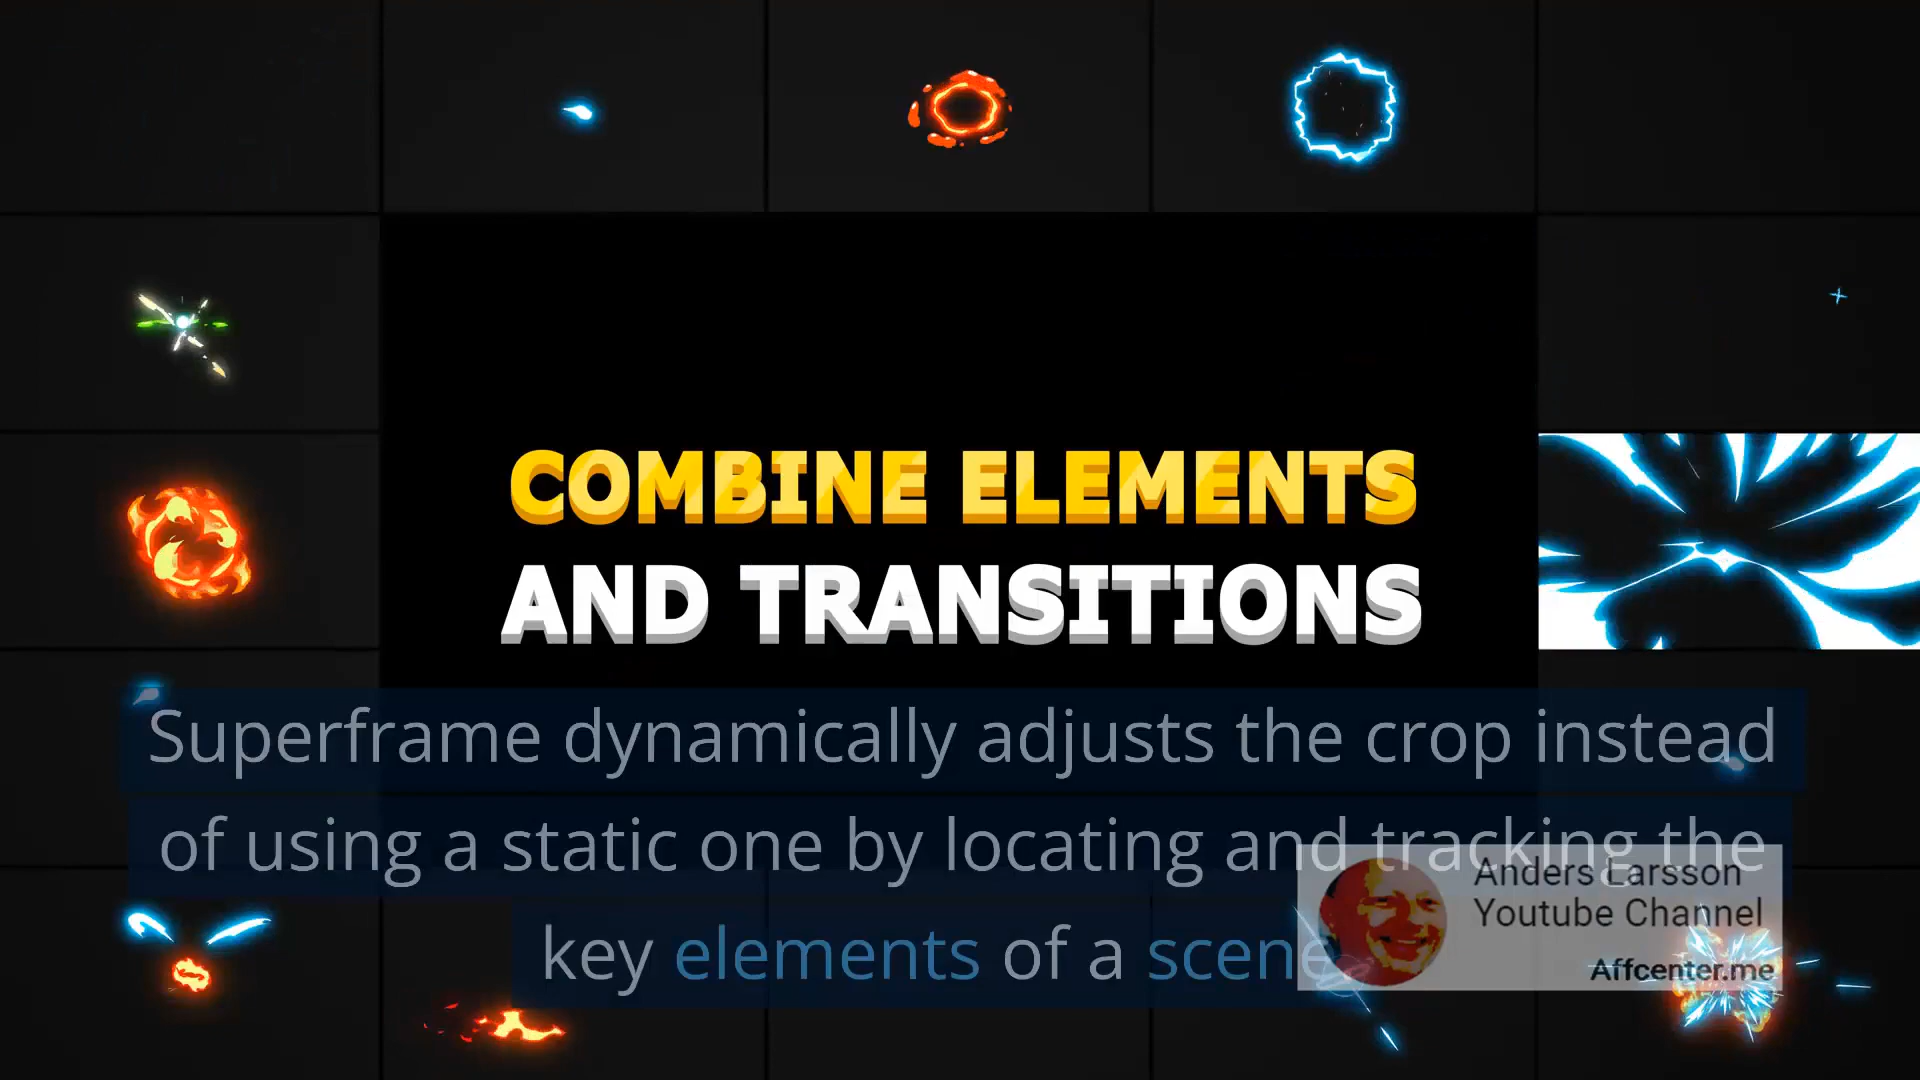 COMBINE ELEMENTS
AND TRANSITIONS
Superframe dynamically adjusts the crop instead
of using a static one by locating and tracking the
key elements of a scene
Anders Larsson
Youtube Channel
Affcenter.me